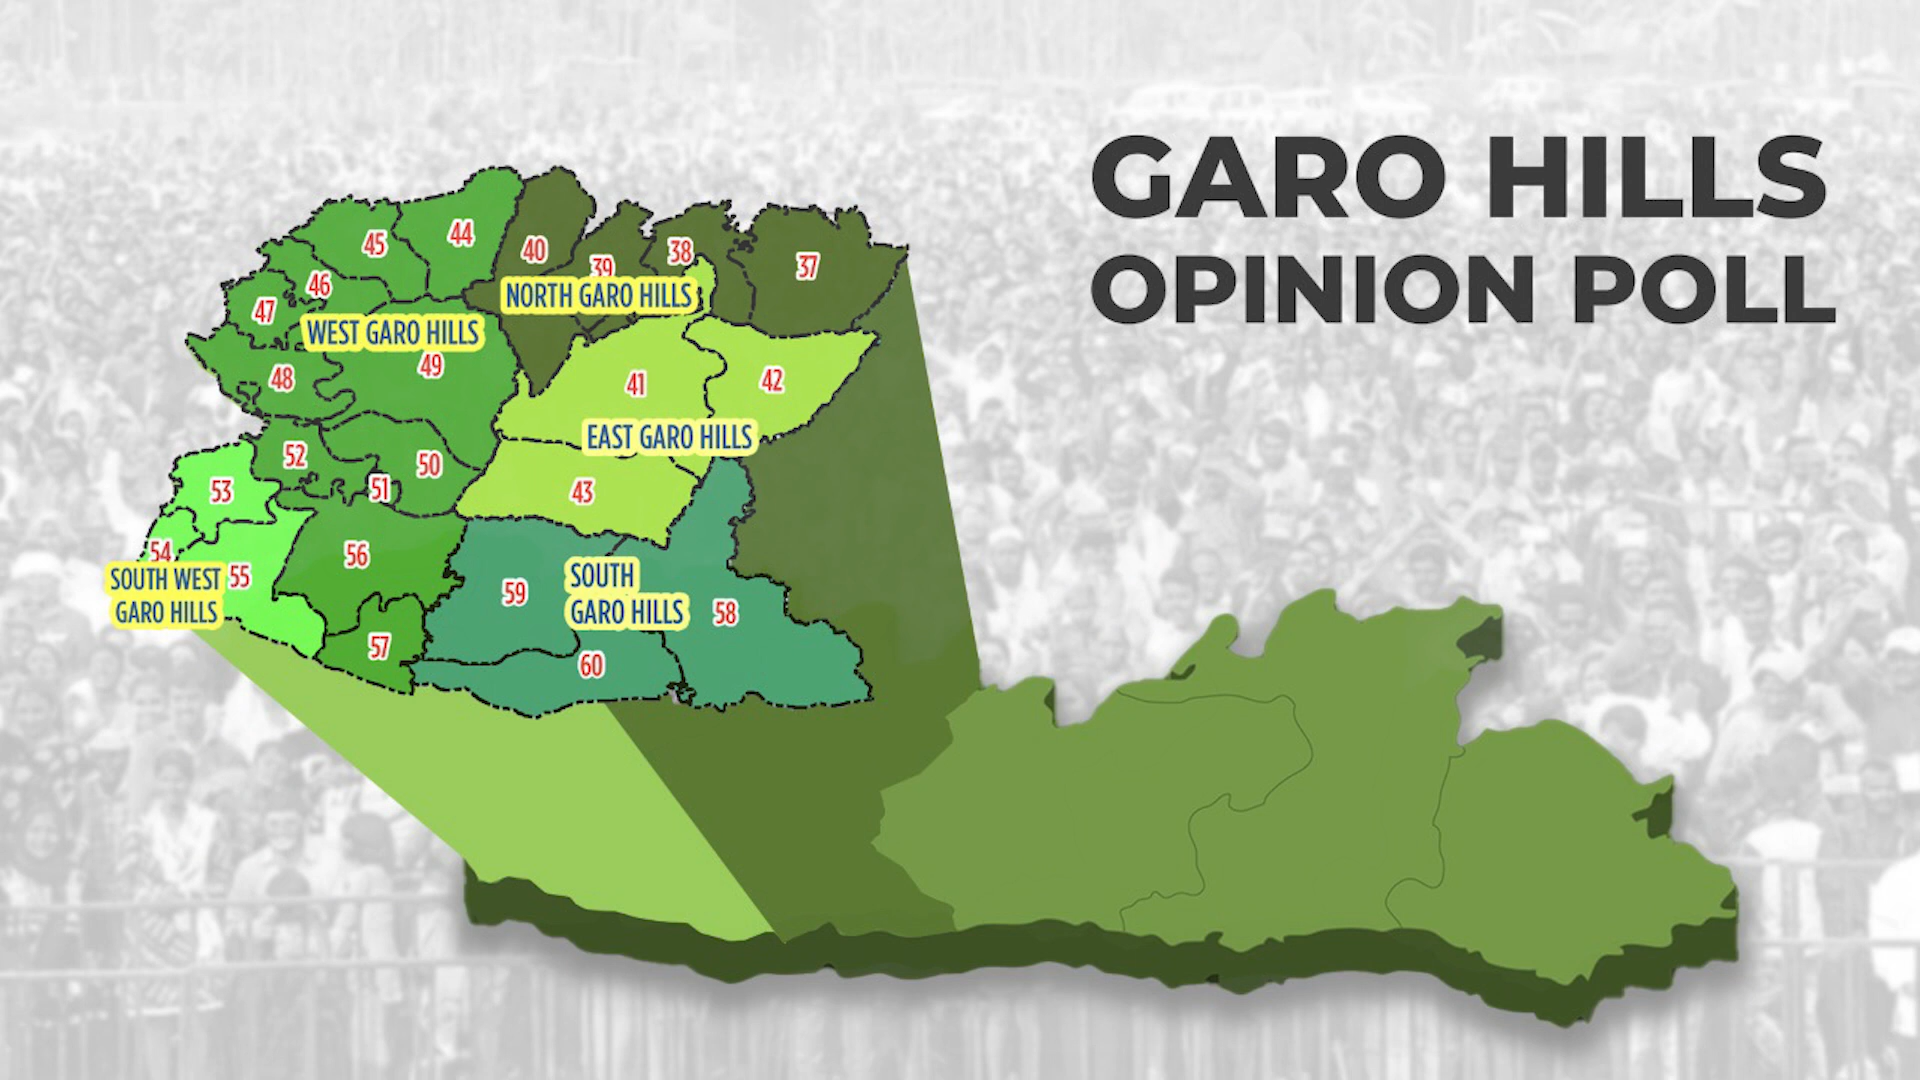 GARO HILLS
OPINION POLL
45
44
40
39
38
37
46
47
NORTH GARO HILLS
WEST GARO HILLS
49
48
41
42
EAST GARO HILLS
52
50
53
51
43
54
55
56
SOUTH WEST
GARO HILLS
59
SOUTH
GARO HILLS
58
57
60